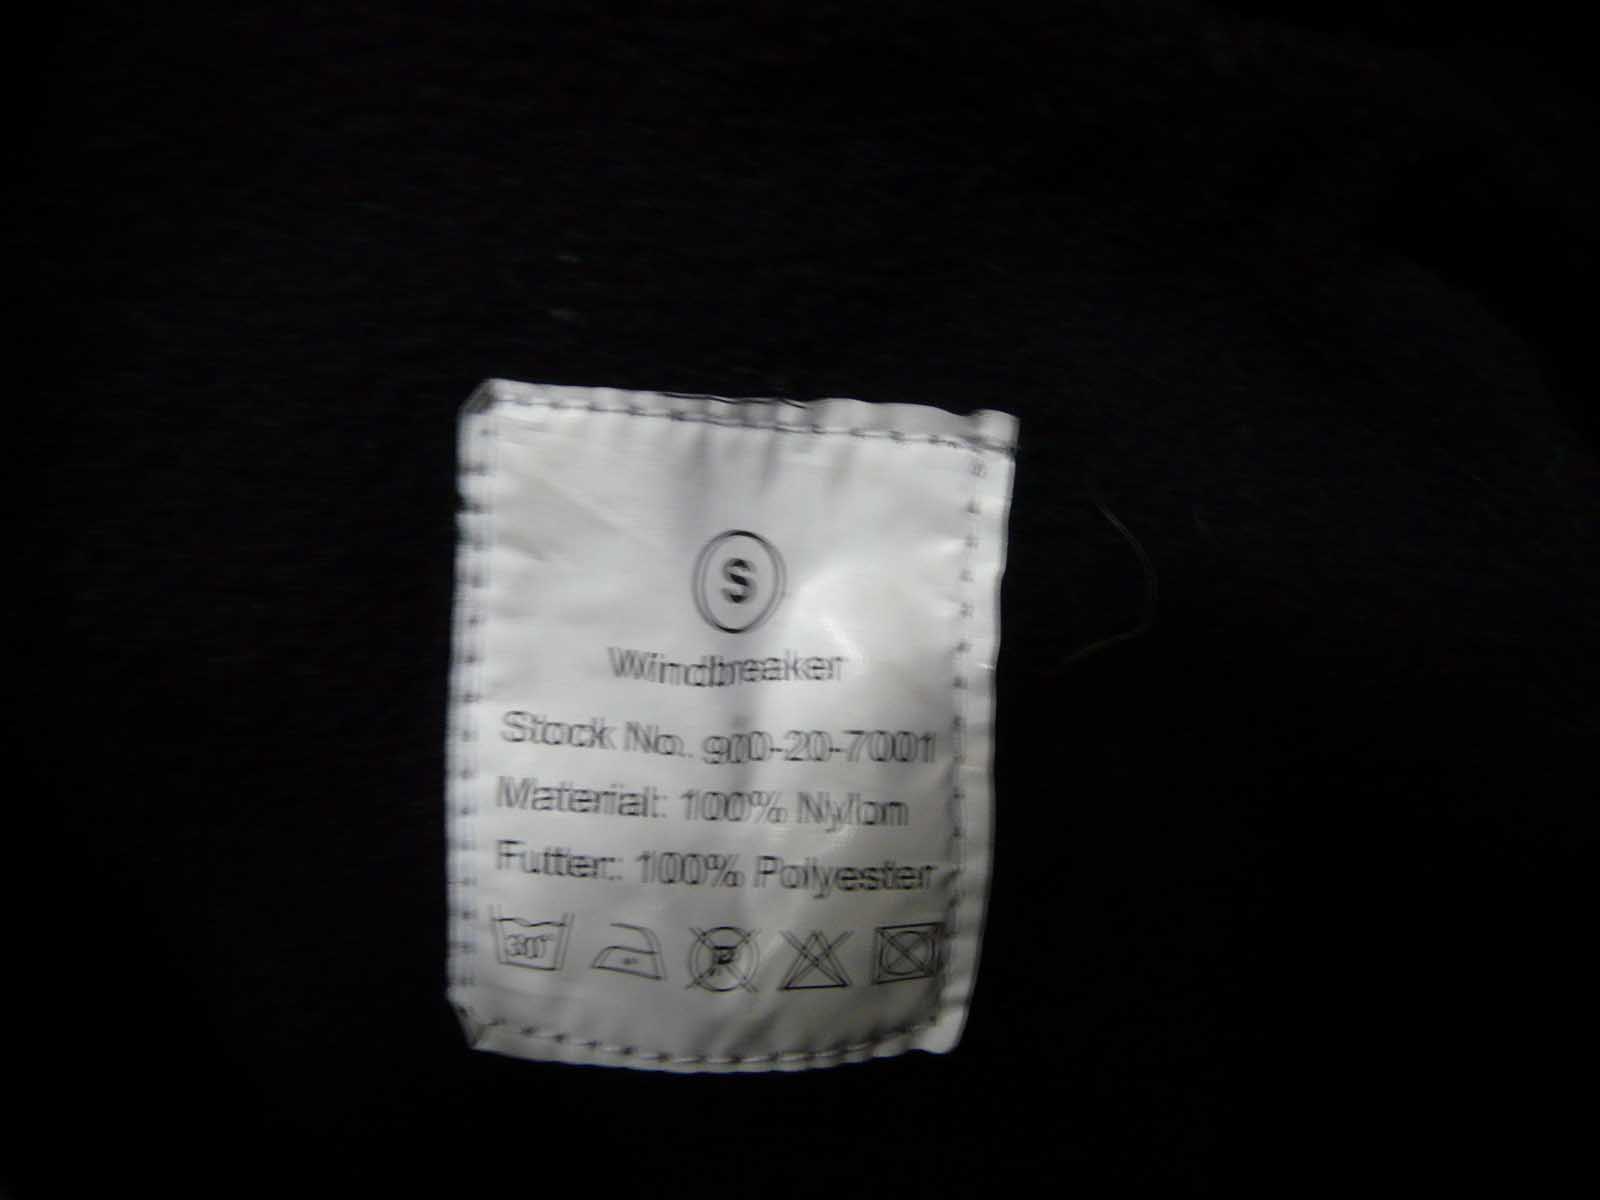 S
Windbreaker
Stock No. 900-20-7001
Material: 100% Nylon
Futter: 100% Polyester
30° P